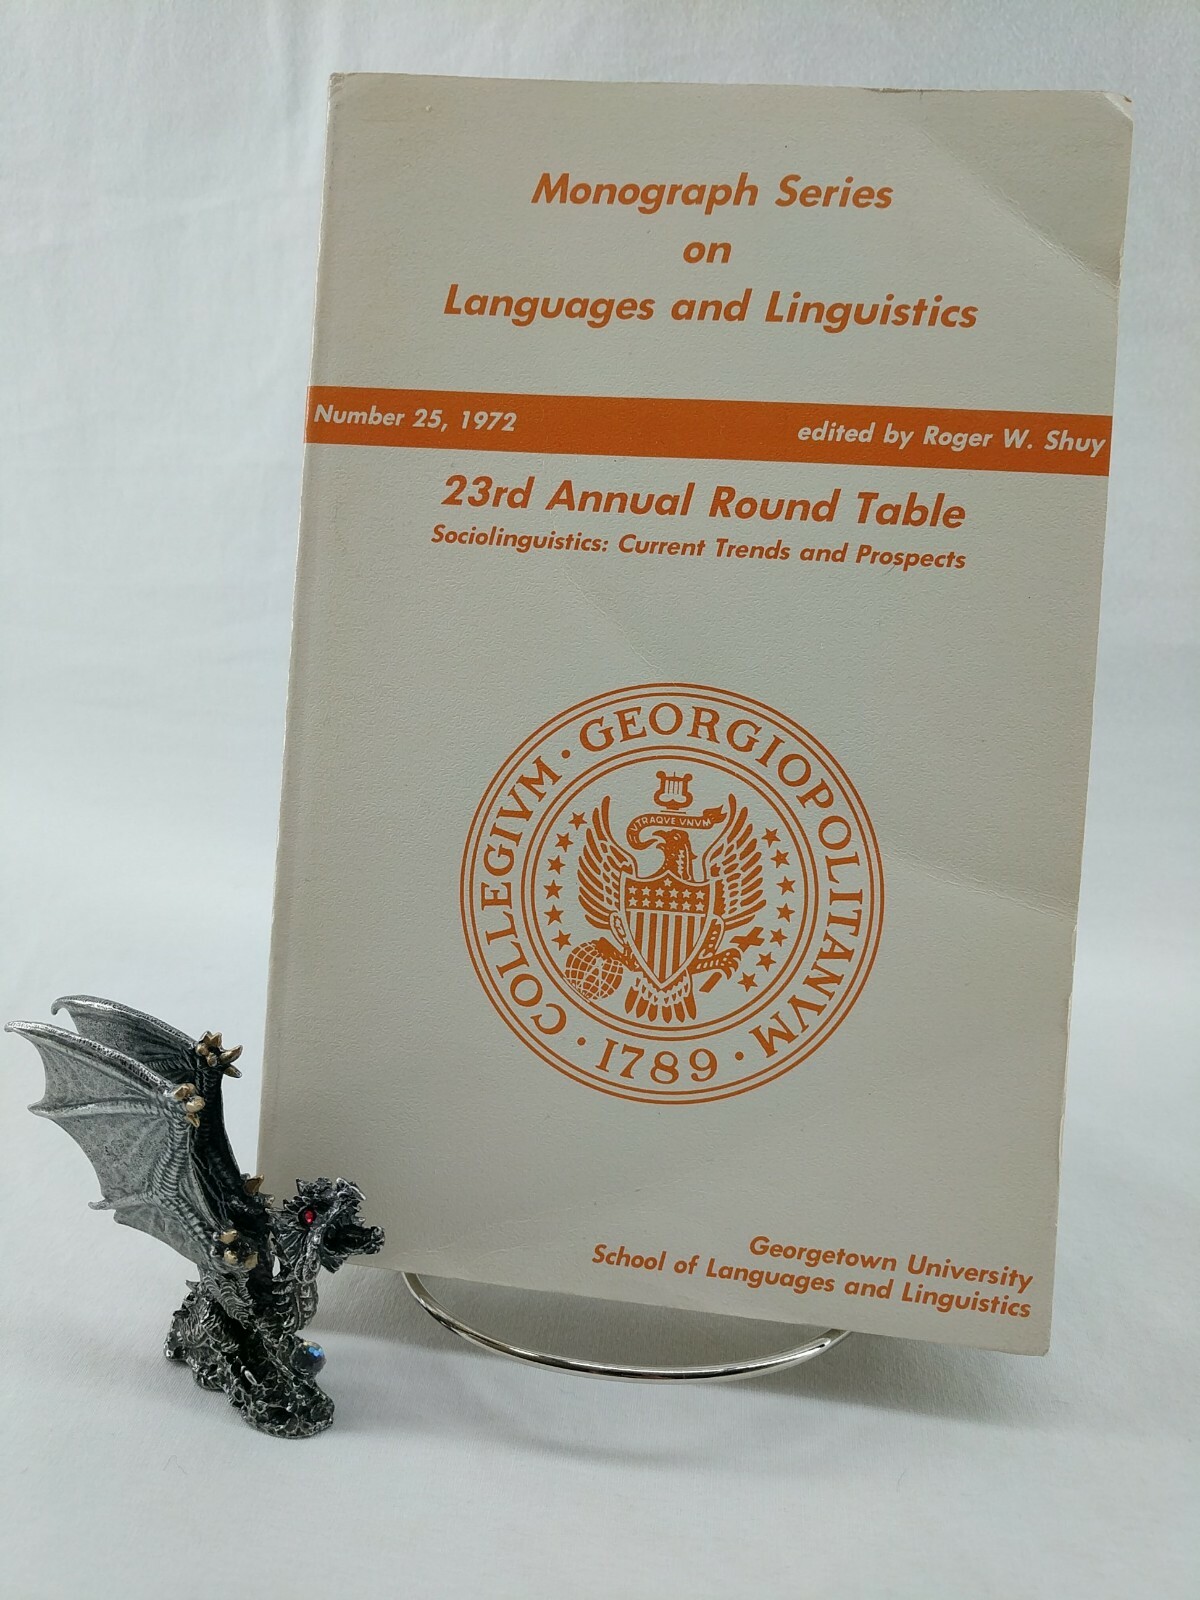 Monograph Series
on
Languages and Linguistics
Number 25, 1972
edited by Roger W. Shuy
23rd Annual Round Table
Sociolinguistics: Current Trends and Prospects
COLLEGIVM · GEORGIOPOLITANVM · 1789 ·
VTRAQVE VNVM
Georgetown University
School of Languages and Linguistics